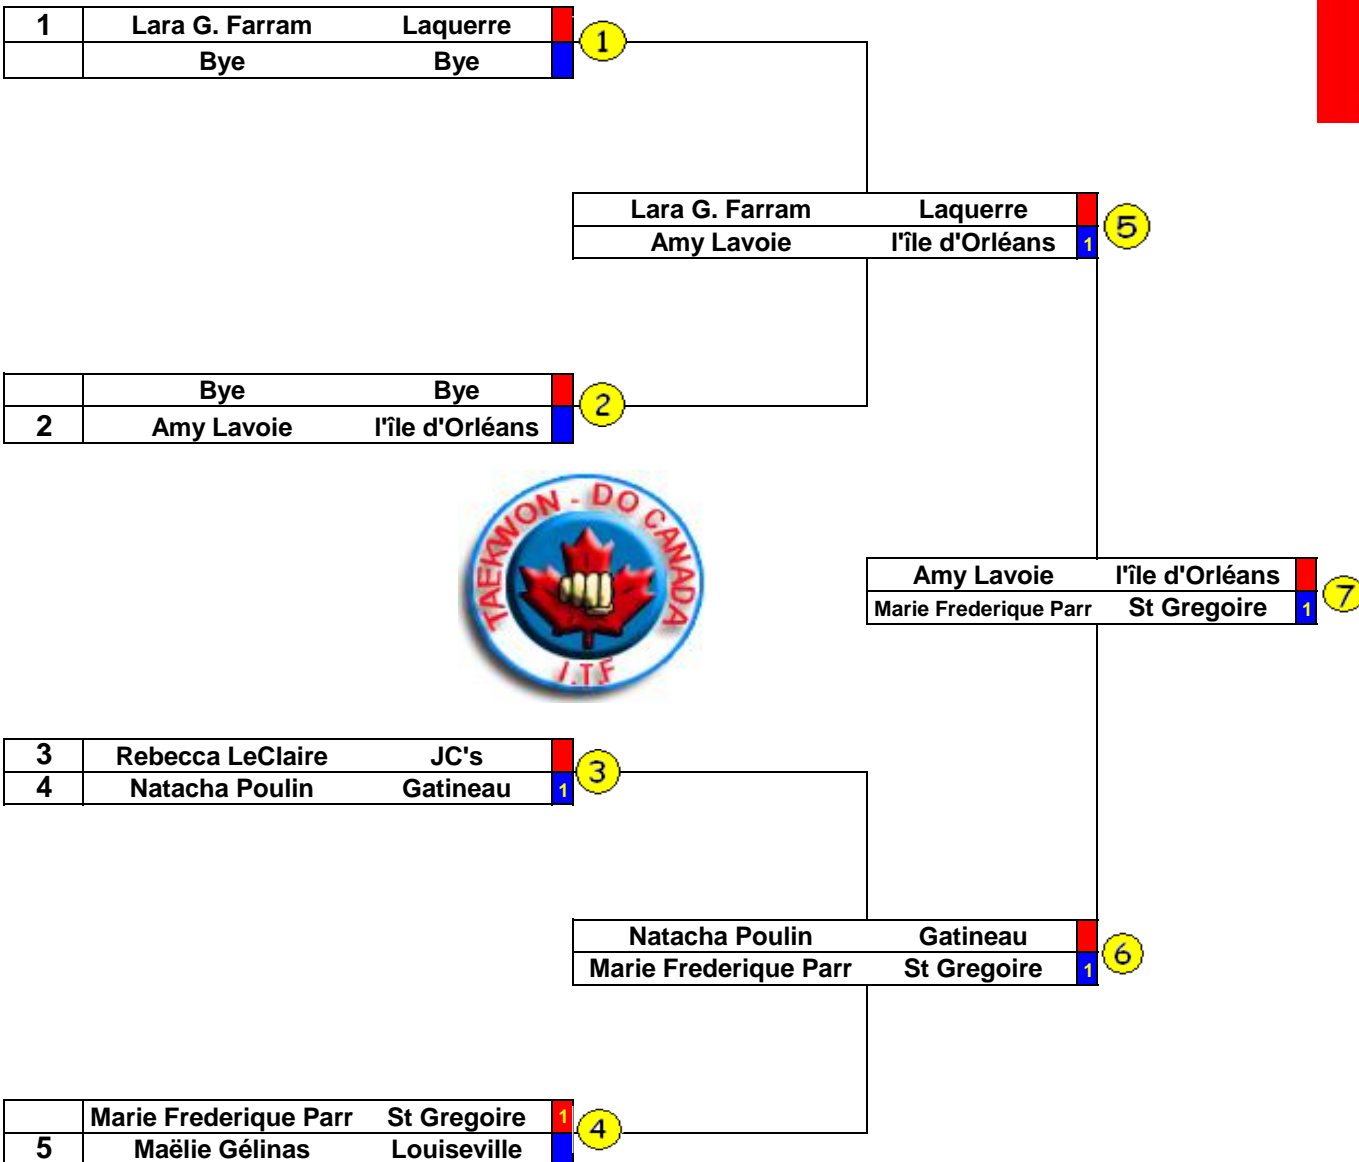 1 Lara G. Farram Laquerre
Bye Bye
1
Lara G. Farram Laquerre
Amy Lavoie l'île d'Orléans 1
5
Bye Bye
2 Amy Lavoie l'île d'Orléans
2
TAEKWON - DO CANADA
I.T.F
Amy Lavoie l'île d'Orléans
Marie Frederique Parr St Gregoire 1
7
3 Rebecca LeClaire JC's
4 Natacha Poulin Gatineau 1
3
Natacha Poulin Gatineau
Marie Frederique Parr St Gregoire 1
6
Marie Frederique Parr St Gregoire 1
5 Maëlie Gélinas Louiseville
4